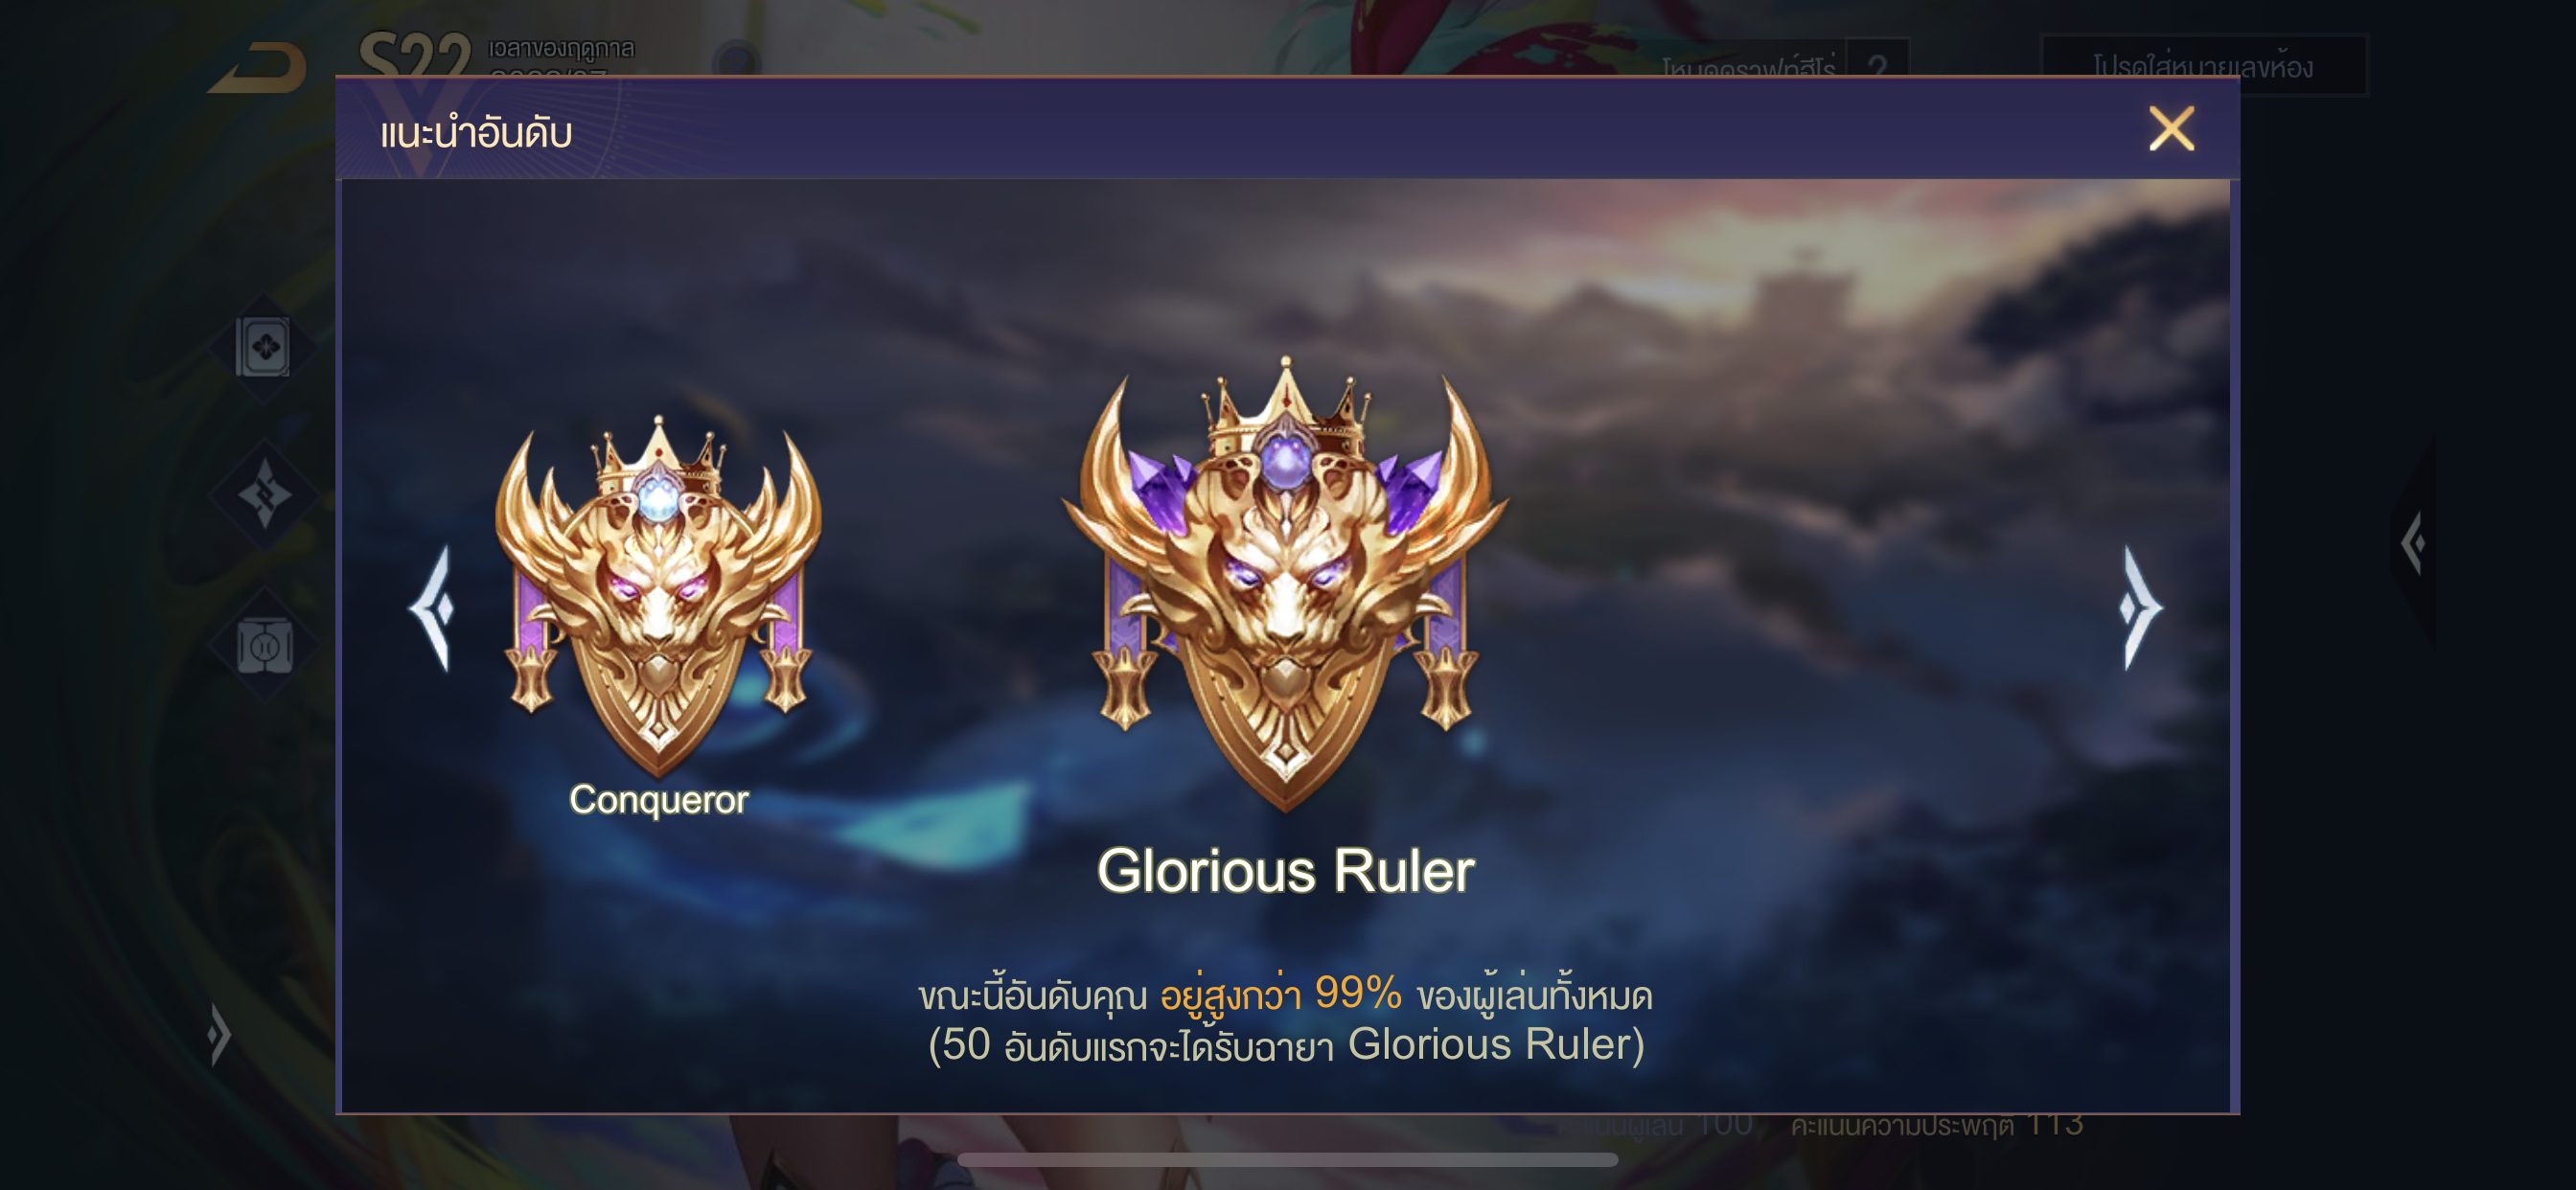 S22 เวลาของฤดูกาล
โหมดดราฟท์ฮีโร่ ?
โปรดใส่หมายเลขห้อง
แนะนำอันดับ
Conqueror
Glorious Ruler
ขณะนี้อันดับคุณ อยู่สูงกว่า 99% ของผู้เล่นทั้งหมด
(50 อันดับแรกจะได้รับฉายา Glorious Ruler)
100 คะแนนความประพฤติ 113